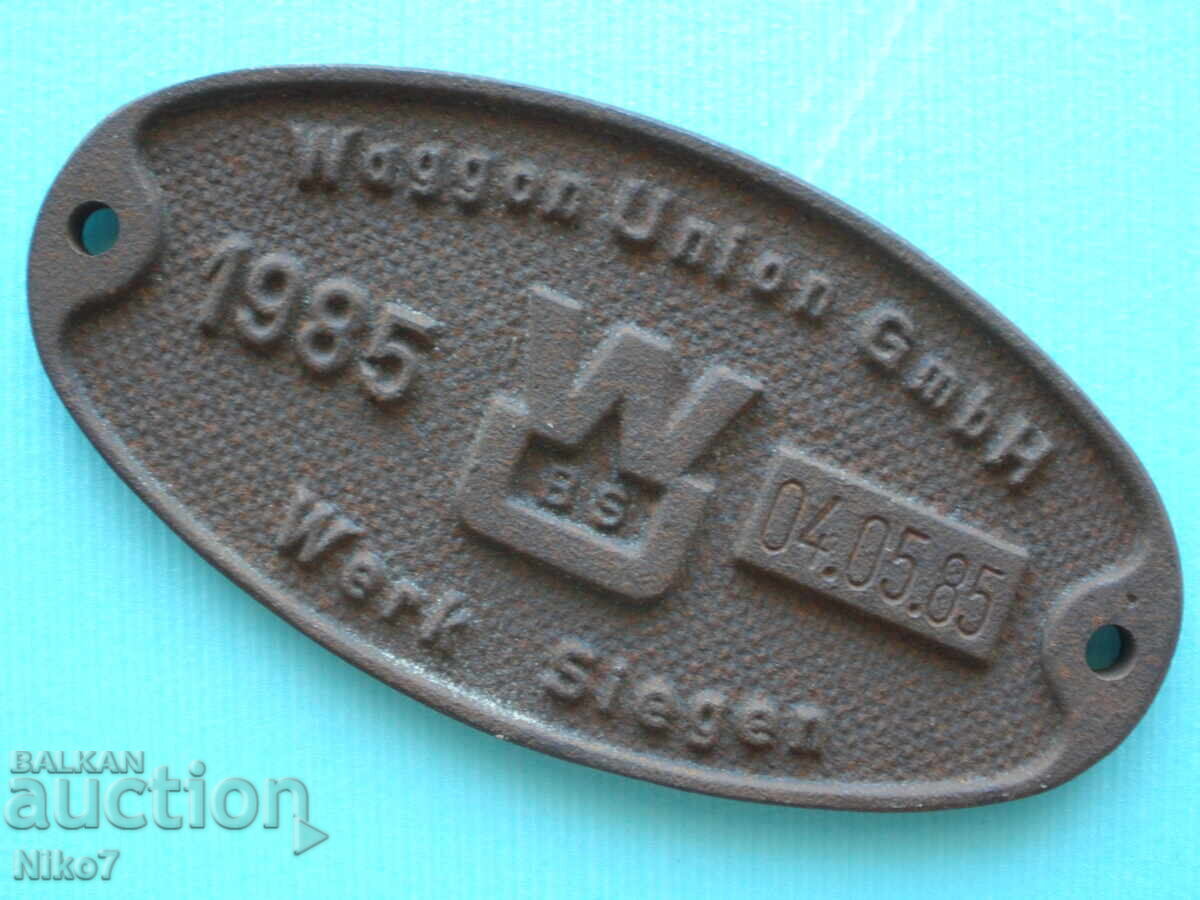 Waggon Union GmbH
1985
W
BS
04.05.85
Werk Siegen
BALKAN
auction
Niko7